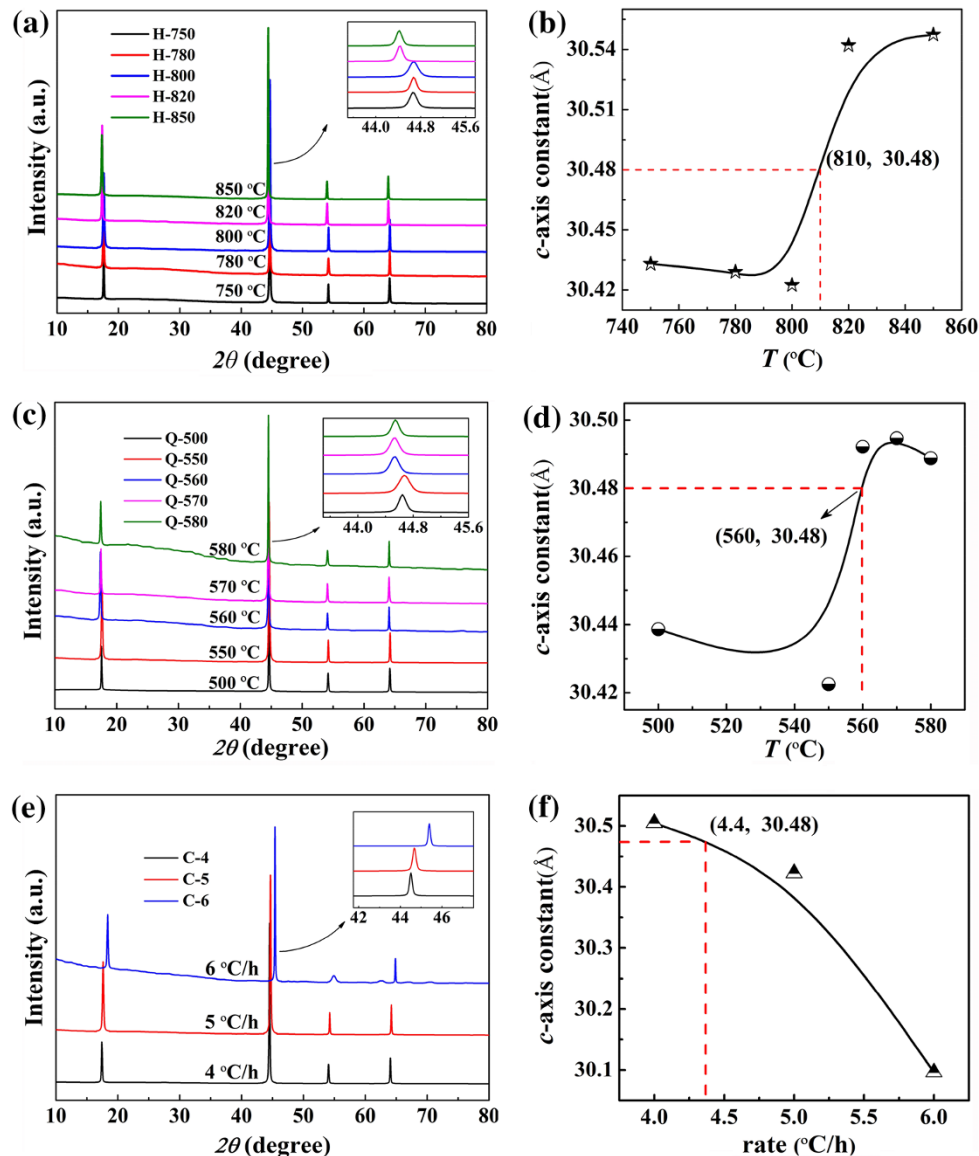 (a)
H-750
H-780
H-800
H-820
H-850
44.0 44.8 45.6
850 °C
820 °C
800 °C
780 °C
750 °C
Intensity (a.u.)
10 20 30 40 50 60 70 80
2θ (degree)
(b)
30.54
30.51
30.48
30.45
30.42
c-axis constant(Å)
(810, 30.48)
740 760 780 800 820 840 860
T (°C)
(c)
Q-500
Q-550
Q-560
Q-570
Q-580
44.0 44.8 45.6
580 °C
570 °C
560 °C
550 °C
500 °C
Intensity (a.u.)
10 20 30 40 50 60 70 80
2θ (degree)
(d)
30.50
30.48
30.46
30.44
30.42
c-axis constant(Å)
(560, 30.48)
500 520 540 560 580
T (°C)
(e)
C-4
C-5
C-6
42 44 46
6 °C/h
5 °C/h
4 °C/h
Intensity (a.u.)
10 20 30 40 50 60 70 80
2θ (degree)
(f)
30.5
30.4
30.3
30.2
30.1
c-axis constant(Å)
(4.4, 30.48)
4.0 4.5 5.0 5.5 6.0
rate (°C/h)